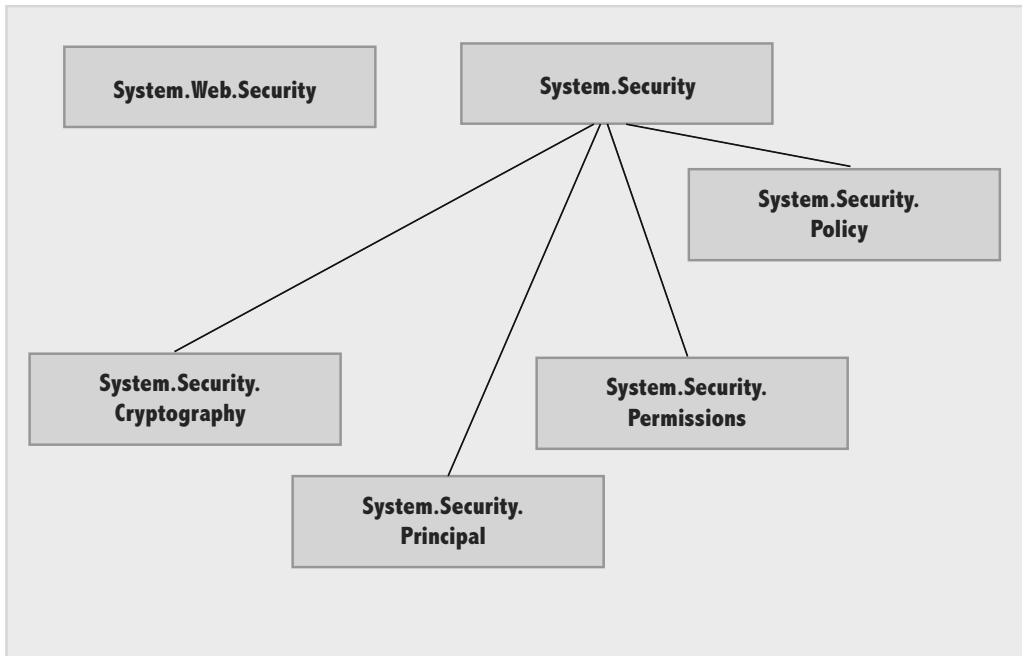 System.Web.Security
System.Security
System.Security.
Policy
System.Security.
Cryptography
System.Security.
Permissions
System.Security.
Principal